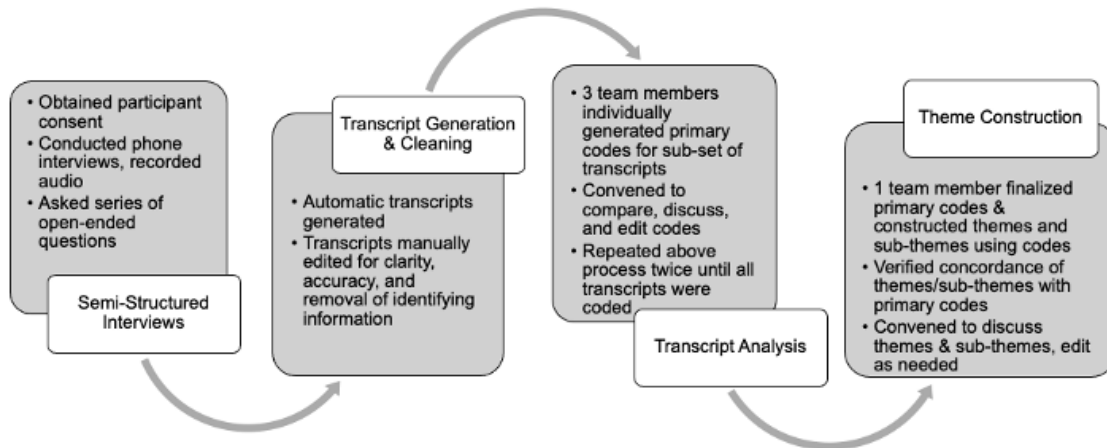 • Obtained participant
consent
• Conducted phone
interviews, recorded
audio
• Asked series of
open-ended
questions
Semi-Structured
Interviews
Transcript Generation
& Cleaning
• Automatic transcripts
generated
• Transcripts manually
edited for clarity,
accuracy, and
removal of identifying
information
• 3 team members
individually
generated primary
codes for sub-set of
transcripts
• Convened to
compare, discuss,
and edit codes
• Repeated above
process twice until all
transcripts were
coded
Transcript Analysis
Theme Construction
• 1 team member finalized
primary codes &
constructed themes and
sub-themes using codes
• Verified concordance of
themes/sub-themes with
primary codes
• Convened to discuss
themes & sub-themes, edit
as needed